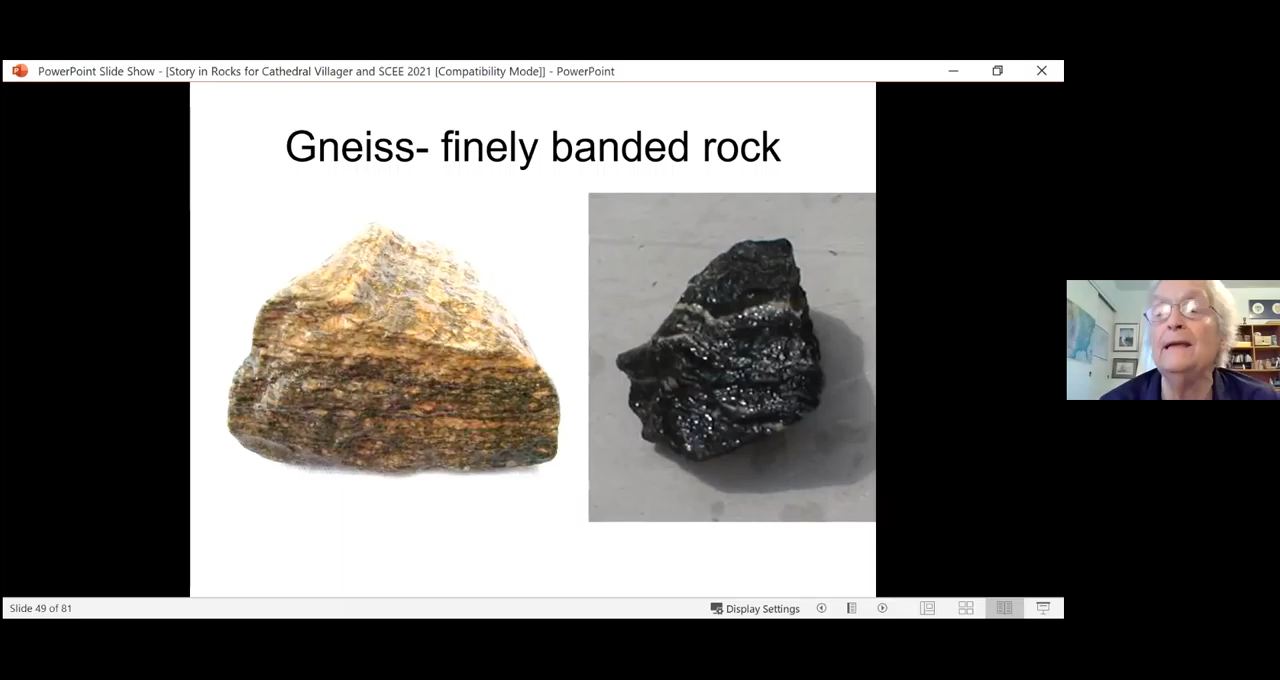 PowerPoint Slide Show - [Story in Rocks for Cathedral Villager and SCEE 2021 [Compatibility Mode]] - PowerPoint
Gneiss- finely banded rock
Slide 49 of 81
Display Settings